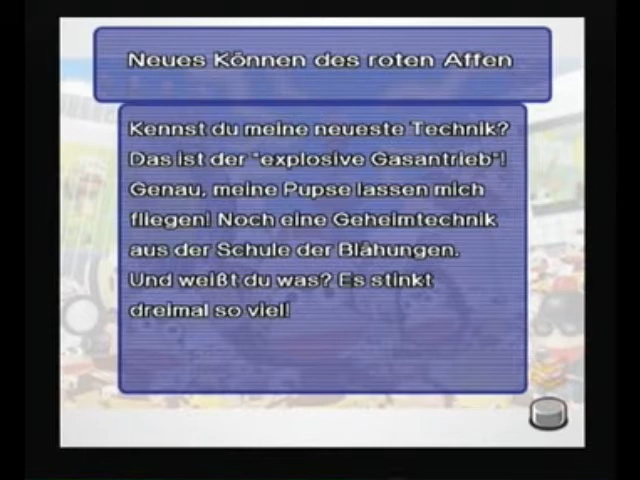 Neues Können des roten Affen
Kennst du meine neueste Technik?
Das ist der "explosive Gasantrieb"!
Genau, meine Pupse lassen mich
fliegen! Noch eine Geheimtechnik
aus der Schule der Blähungen.
Und weißt du was? Es stinkt
dreimal so viel!